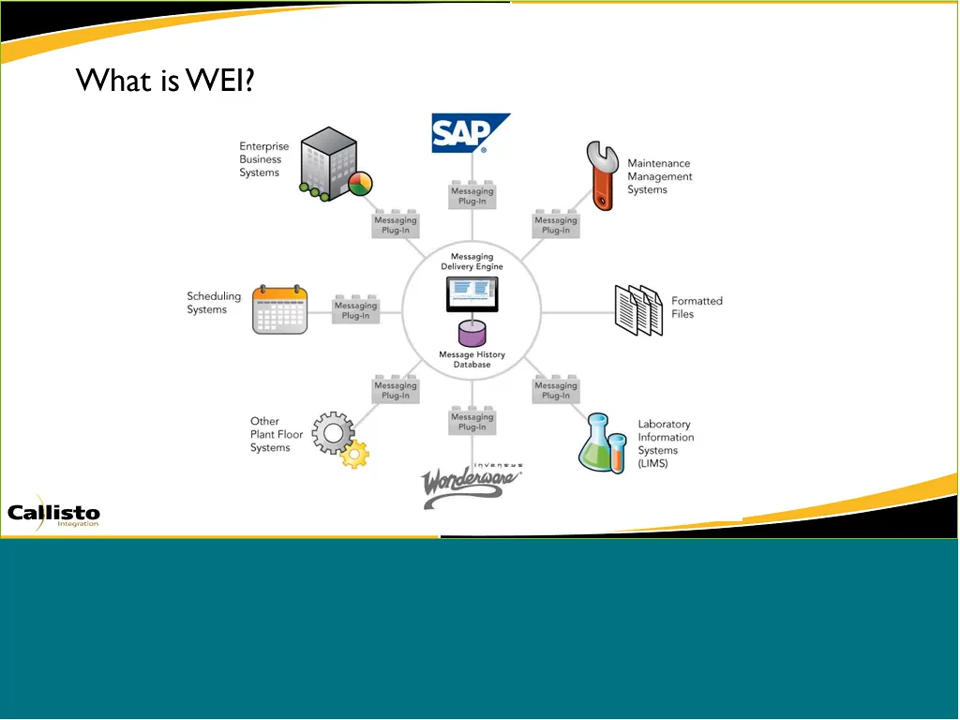 What is WEI?
SAP
®
Enterprise
Business
Systems
Maintenance
Management
Systems
Messaging
Plug-In
Messaging
Plug-In
Messaging
Plug-In
Messaging
Delivery Engine
Scheduling
Systems
Messaging
Plug-In
Formatted
Files
Message History
Database
Messaging
Plug-In
Messaging
Plug-In
Messaging
Plug-In
Other
Plant Floor
Systems
Laboratory
Information
Systems
(LIMS)
invensys
Wonderware
Callisto
Integration